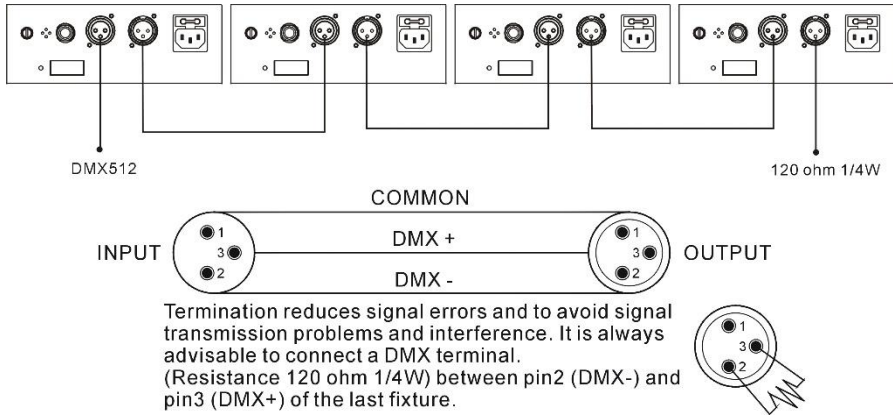 DMX512
120 ohm 1/4W
COMMON
INPUT
1
DMX +
3
2
DMX -
1
3
2
OUTPUT
Termination reduces signal errors and to avoid signal
transmission problems and interference. It is always
advisable to connect a DMX terminal.
(Resistance 120 ohm 1/4W) between pin2 (DMX-) and
pin3 (DMX+) of the last fixture.
1
3
2